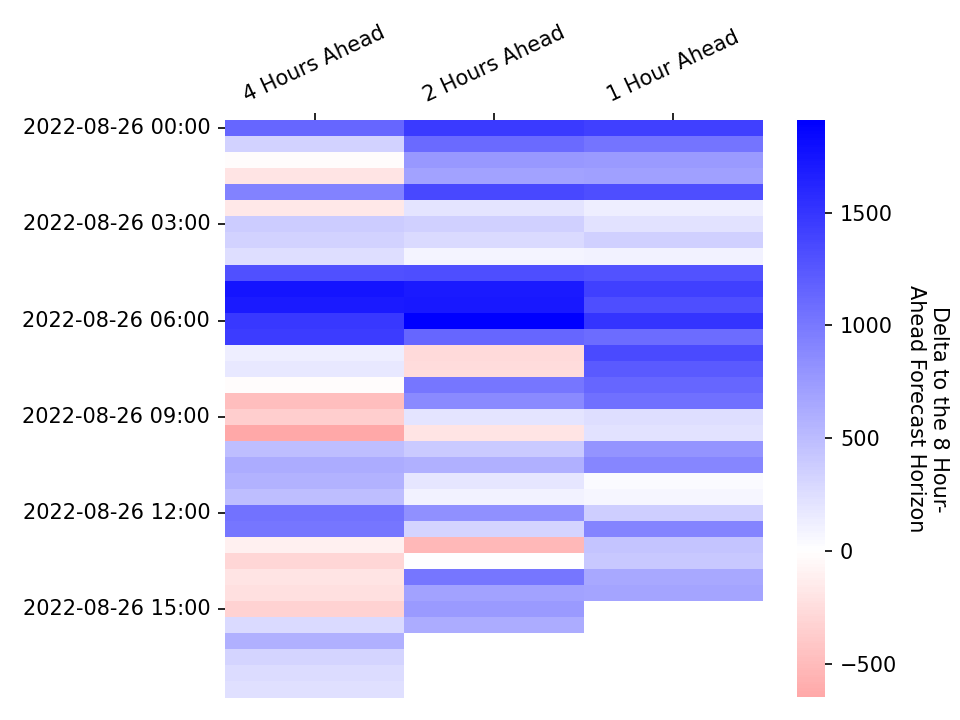 4 Hours Ahead
2 Hours Ahead
1 Hour Ahead
2022-08-26 00:00
2022-08-26 03:00
2022-08-26 06:00
2022-08-26 09:00
2022-08-26 12:00
2022-08-26 15:00
1500
1000
500
0
−500
Delta to the 8 Hour-
Ahead Forecast Horizon